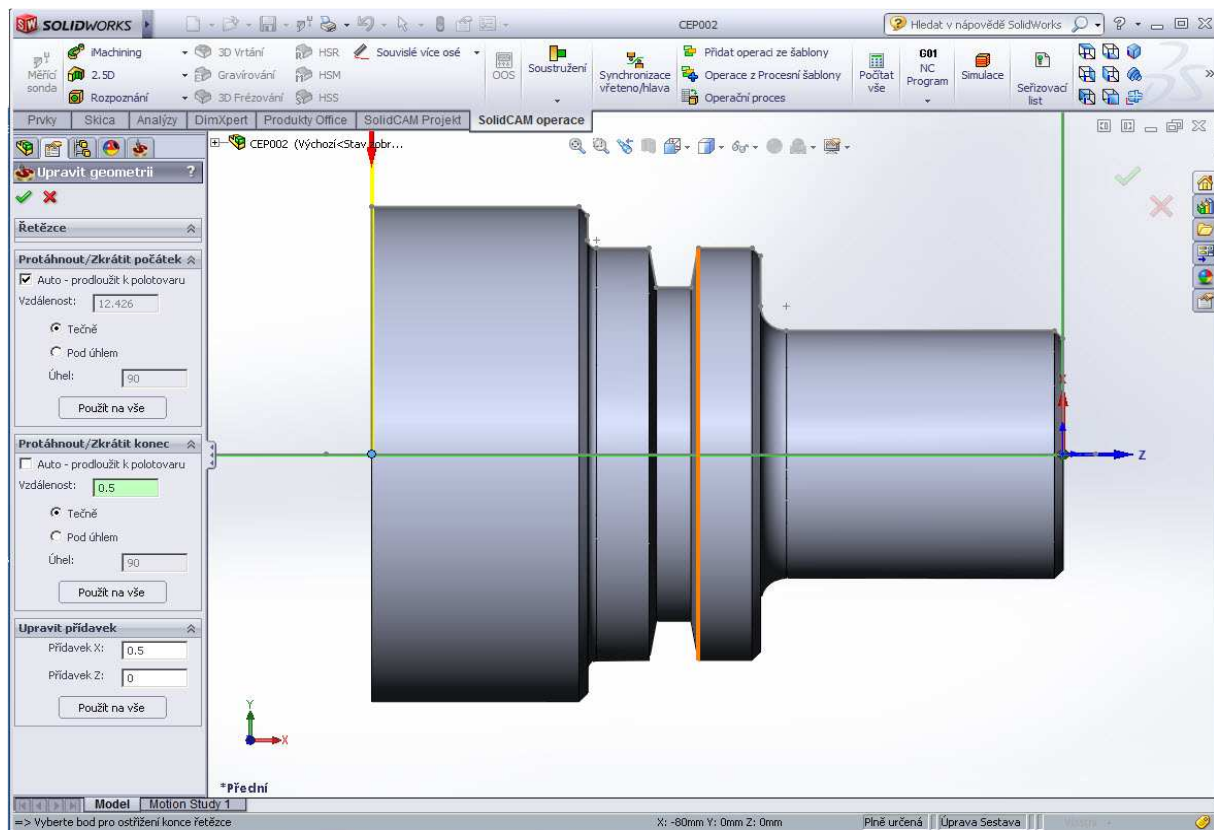 SOLIDWORKS
CEP002
Hledat v nápovědě SolidWorks
Měřící sonda
iMachining
2.5D
Rozpoznání
3D Vrtání
Gravírování
3D Frézování
HSR
HSM
HSS
Souvislé více osé
OOS
Soustružení
Synchronizace vřeteno/hlava
Přidat operaci ze šablony
Operace z Procesní šablony
Operační proces
Počítat vše
G01
NC Program
Simulace
Seřizovací list
Prvky Skica Analýzy DimXpert Produkty Office SolidCAM Projekt SolidCAM operace
CEP002 (Výchozí<Stav
Upravit geometrii ?
Řetězce
Protáhnout/Zkrátit počátek
Auto - prodloužit k polotovaru
Vzdálenost: 12.426
Tečně
Pod úhlem
Úhel: 90
Použít na vše
Protáhnout/Zkrátit konec
Auto - prodloužit k polotovaru
Vzdálenost: 0.5
Tečně
Pod úhlem
Úhel: 90
Použít na vše
Upravit přídavek
Přídavek X: 0.5
Přídavek Z: 0
Použít na vše
X
Z
Y
X
*Přední
Model Motion Study 1
=> Vyberte bod pro ostřižení konce řetězce
X: -80mm Y: 0mm Z: 0mm
Plně určená
Úprava Sestava